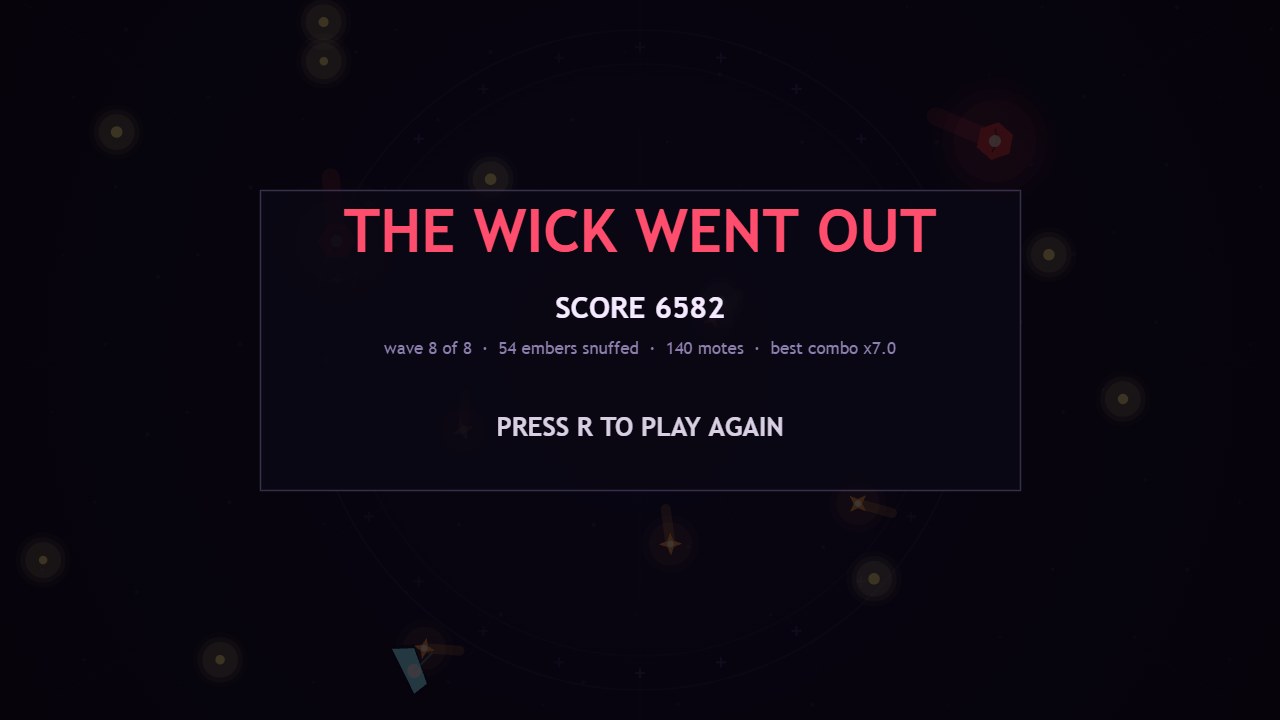 THE WICK WENT OUT
SCORE 6582
wave 8 of 8 · 54 embers snuffed · 140 motes · best combo x7.0
PRESS R TO PLAY AGAIN